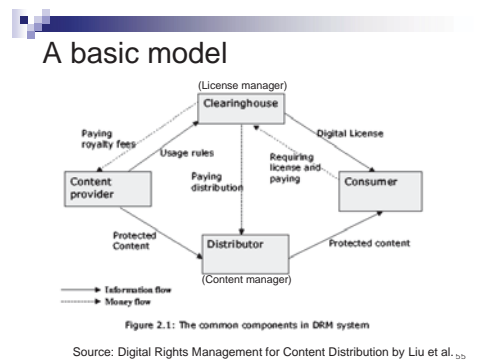 A basic model
(License manager)
Clearinghouse
Paying
royalty fees
Usage rules
Digital License
Paying
distribution
Requiring
license and
paying
Content
provider
Consumer
Protected
Content
Distributor
Protected content
(Content manager)
Information flow
Money flow
Figure 2.1: The common components in DRM system
Source: Digital Rights Management for Content Distribution by Liu et al. 55